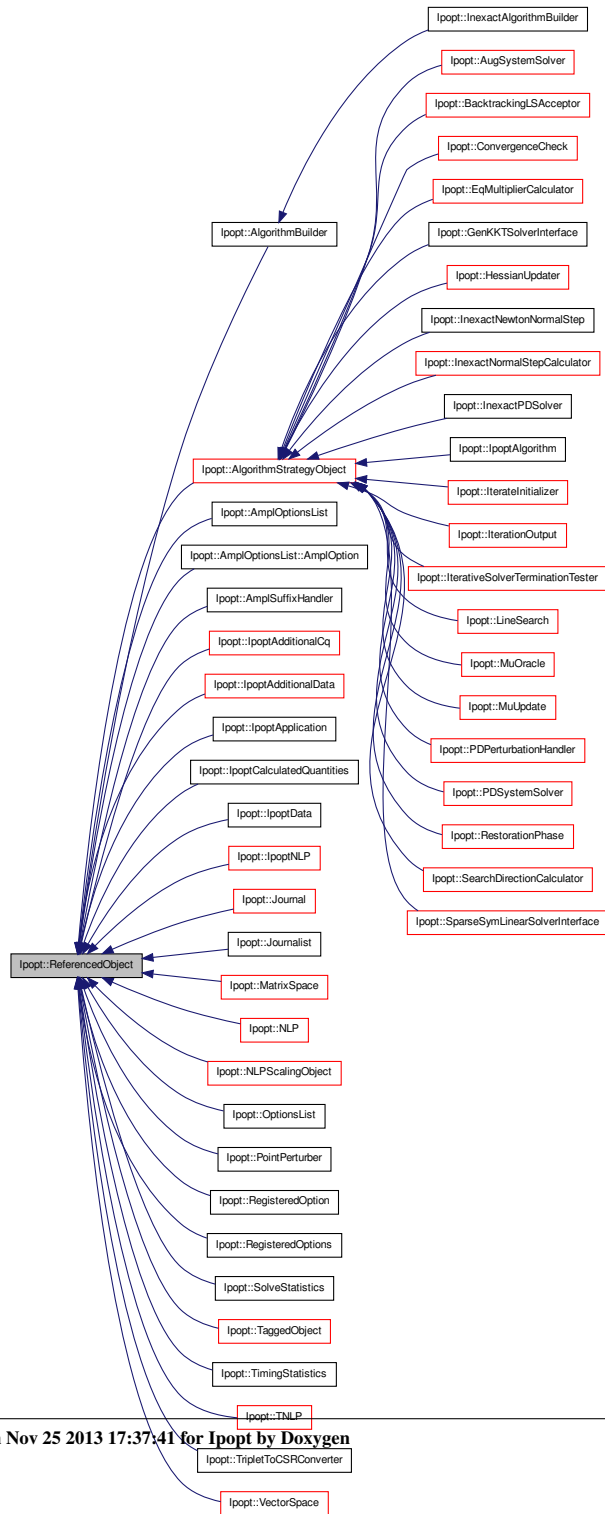 Ipopt::InexactAlgorithmBuilder
Ipopt::AugSystemSolver
Ipopt::BacktrackingLSAcceptor
Ipopt::ConvergenceCheck
Ipopt::EqMultiplierCalculator
Ipopt::AlgorithmBuilder
Ipopt::GenKKTSolverInterface
Ipopt::HessianUpdater
Ipopt::InexactNewtonNormalStep
Ipopt::InexactNormalStepCalculator
Ipopt::InexactPDSolver
Ipopt::IpoptAlgorithm
Ipopt::AlgorithmStrategyObject
Ipopt::IterateInitializer
Ipopt::AmplOptionsList
Ipopt::IterationOutput
Ipopt::AmplOptionsList::AmplOption
Ipopt::IterativeSolverTerminationTester
Ipopt::AmplSuffixHandler
Ipopt::LineSearch
Ipopt::IpoptAdditionalCq
Ipopt::MuOracle
Ipopt::IpoptAdditionalData
Ipopt::MuUpdate
Ipopt::IpoptApplication
Ipopt::PDPerturbationHandler
Ipopt::IpoptCalculatedQuantities
Ipopt::PDSystemSolver
Ipopt::IpoptData
Ipopt::RestorationPhase
Ipopt::IpoptNLP
Ipopt::SearchDirectionCalculator
Ipopt::Journal
Ipopt::SparseSymLinearSolverInterface
Ipopt::Journalist
Ipopt::ReferencedObject
Ipopt::MatrixSpace
Ipopt::NLP
Ipopt::NLPScalingObject
Ipopt::OptionsList
Ipopt::PointPerturber
Ipopt::RegisteredOption
Ipopt::RegisteredOptions
Ipopt::SolveStatistics
Ipopt::TaggedObject
Ipopt::TimingStatistics
Ipopt::TNLP
Nov 25 2013 17:37:41 for Ipopt by Doxygen
Ipopt::TripletToCSRConverter
Ipopt::VectorSpace